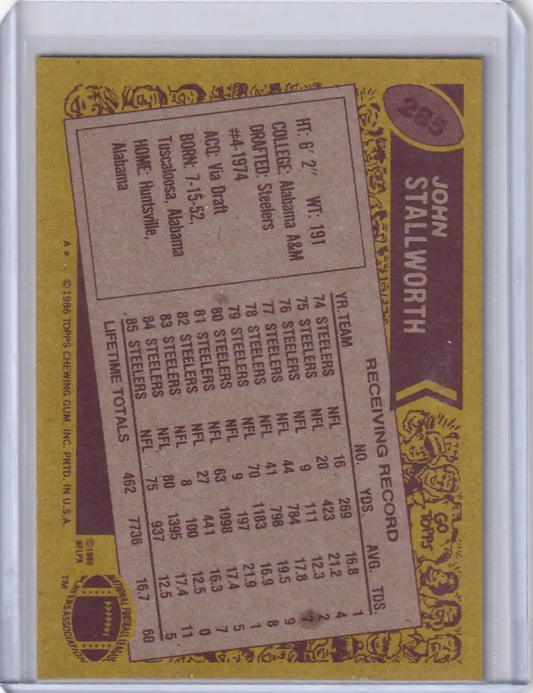 285
JOHN
STALLWORTH
HT: 6' 2" WT: 191
COLLEGE: Alabama A&M
DRAFTED: Steelers
#4-1974
ACQ: Via Draft
BORN: 7-15-52,
Tuscaloosa, Alabama
HOME: Huntsville,
Alabama
RECEIVING RECORD
YR. TEAM NO. YDS. AVG. TDS.
74 STEELERS NFL 16 269 16.8 1
75 STEELERS NFL 20 423 21.2 4
76 STEELERS NFL 9 111 12.3 2
77 STEELERS NFL 44 784 17.8 7
78 STEELERS NFL 41 798 19.5 9
79 STEELERS NFL 70 1183 16.9 8
80 STEELERS NFL 9 197 21.9 1
81 STEELERS NFL 63 1098 17.4 5
82 STEELERS NFL 27 441 16.3 7
83 STEELERS NFL 8 100 12.5 0
84 STEELERS NFL 80 1395 17.4 11
85 STEELERS NFL 75 937 12.5 5
LIFETIME TOTALS 462 7736 16.7 60
GO
TOPPS
A* ©1986 TOPPS CHEWING GUM, INC. PRTD. IN U.S.A.
©1986
NFLPA
NATIONAL FOOTBALL LEAGUE
PLAYERS ASSOCIATION
TM